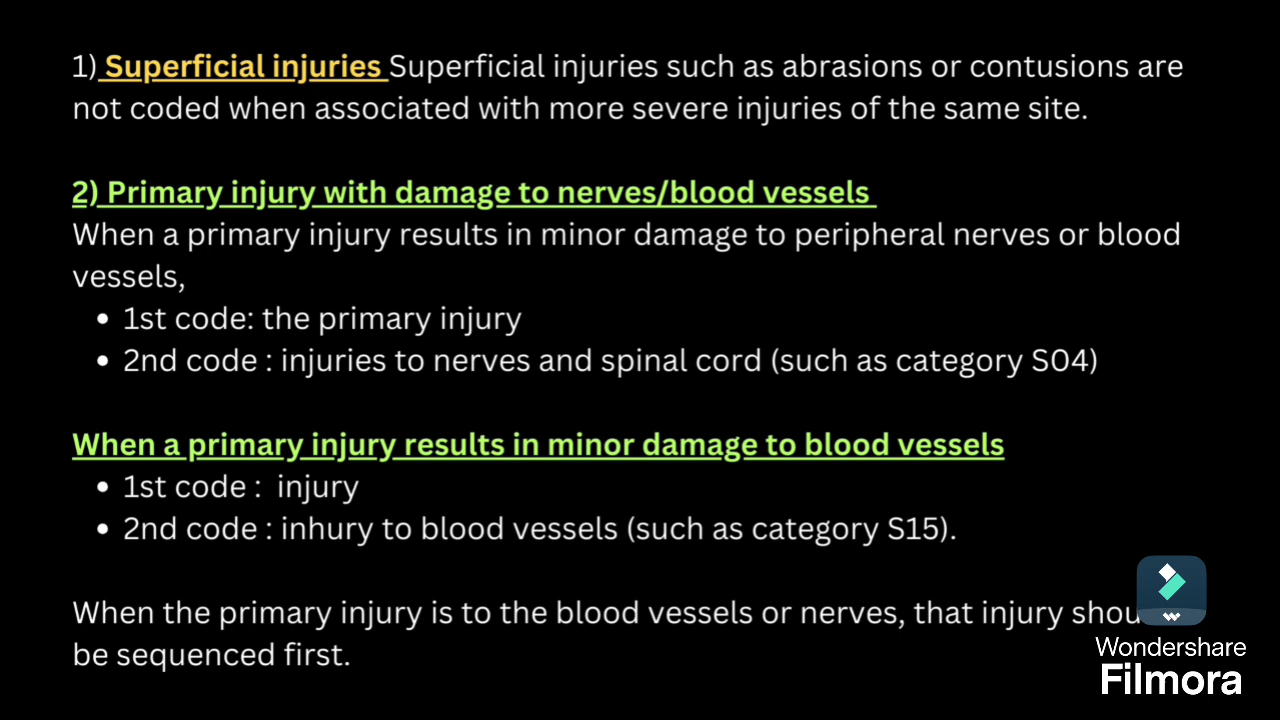 1) Superficial injuries Superficial injuries such as abrasions or contusions are
not coded when associated with more severe injuries of the same site.
2) Primary injury with damage to nerves/blood vessels
When a primary injury results in minor damage to peripheral nerves or blood
vessels,
• 1st code: the primary injury
• 2nd code : injuries to nerves and spinal cord (such as category S04)
When a primary injury results in minor damage to blood vessels
• 1st code : injury
• 2nd code : inhury to blood vessels (such as category S15).
When the primary injury is to the blood vessels or nerves, that injury
be sequenced first.
Wondershare
Filmora